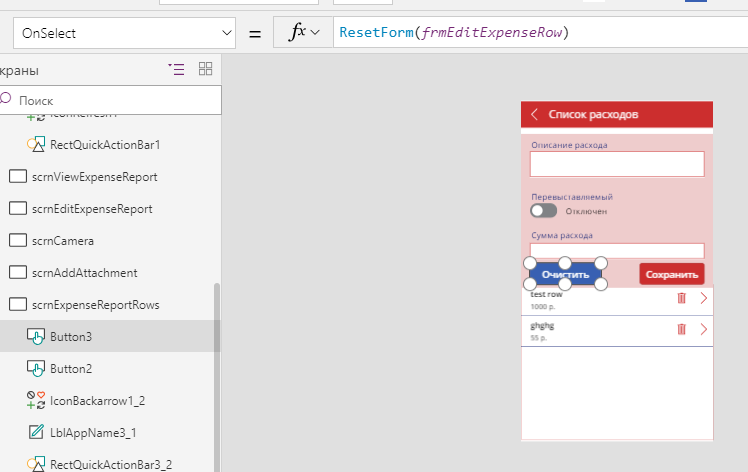 OnSelect
= fx ResetForm(frmEditExpenseRow)
краны
Поиск
IconRefresh1
RectQuickActionBar1
scrnViewExpenseReport
scrnEditExpenseReport
scrnCamera
scrnAddAttachment
scrnExpenseReportRows
Button3
Button2
IconBackarrow1_2
LblAppName3_1
RectQuickActionBar3_2
Список расходов
Описание расхода
Перевыставляемый
Отключен
Сумма расхода
Очистить
Сохранить
test row
1000 р.
ghghg
55 р.